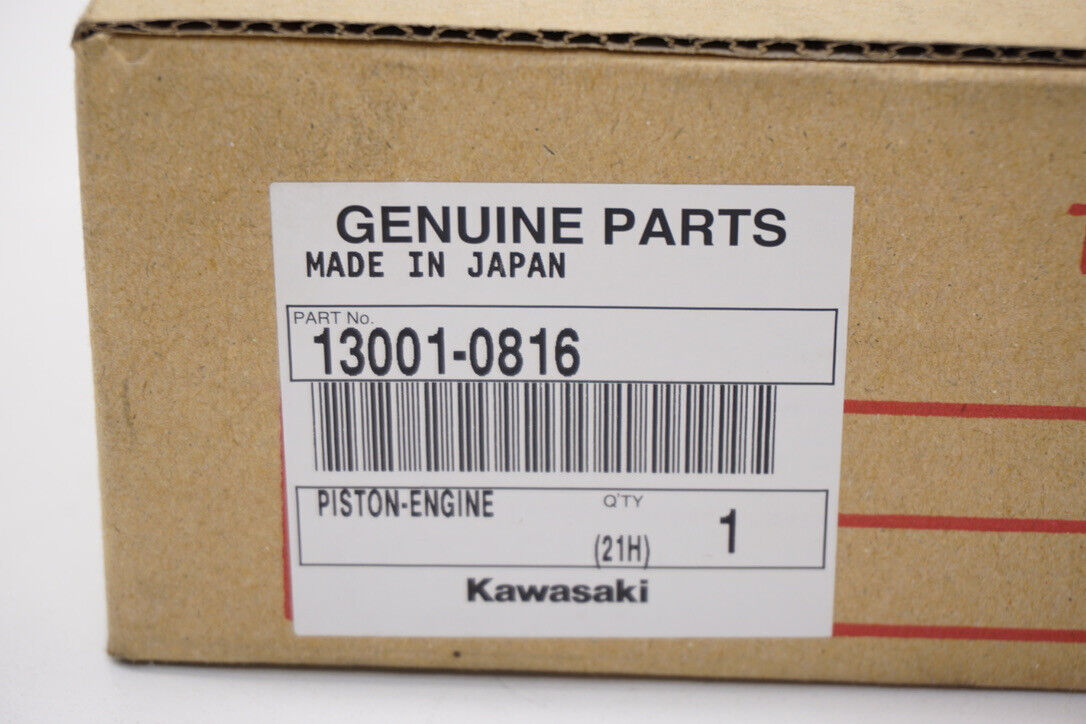 GENUINE PARTS
MADE IN JAPAN
PART No.
13001-0816
PISTON-ENGINE
Q'TY
(21H) 1
Kawasaki